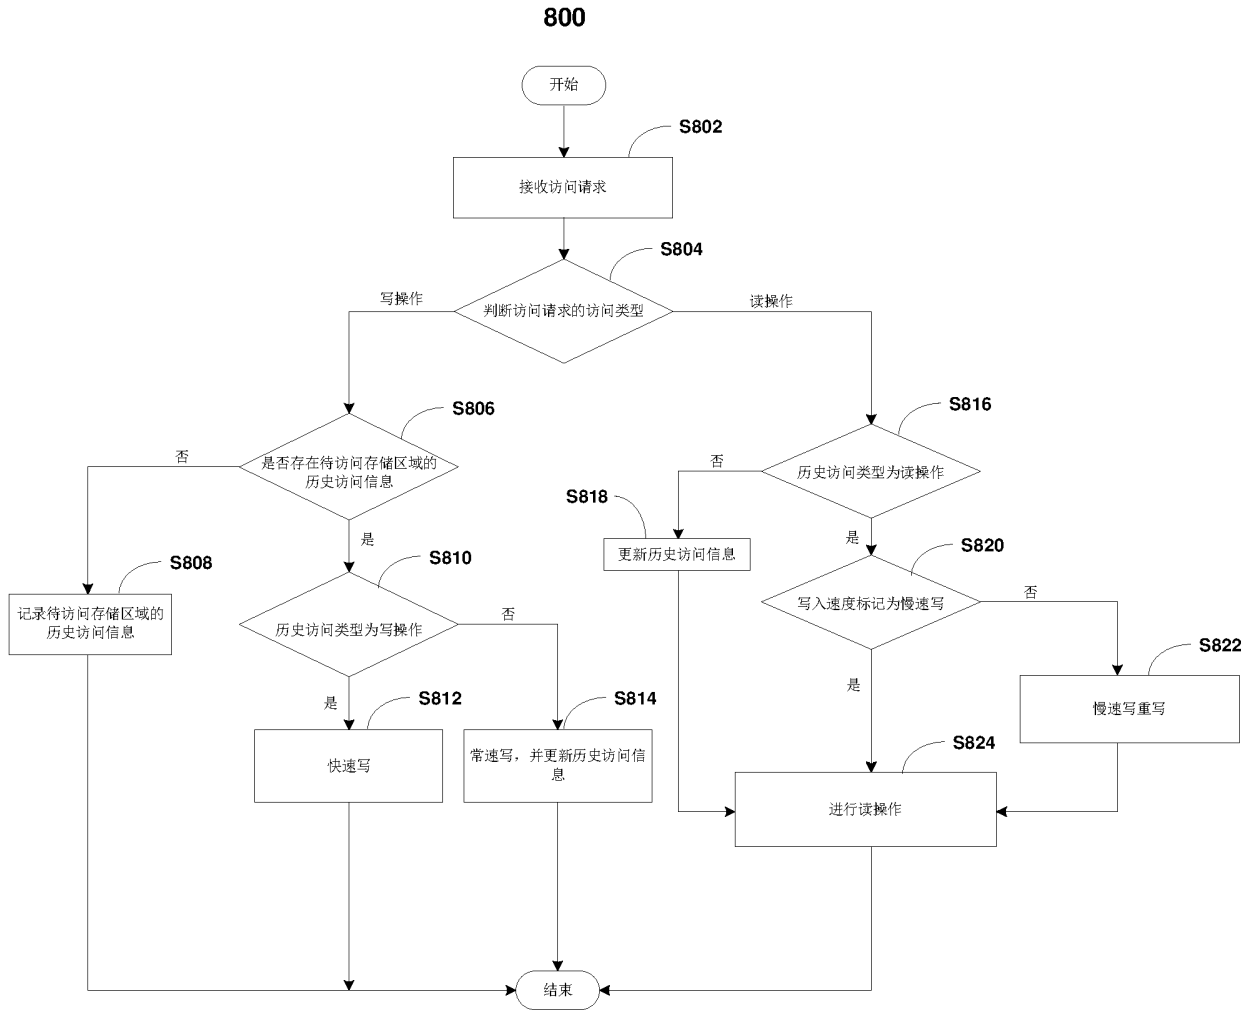 800
开始
S802
接收访问请求
S804
写操作
判断访问请求的访问类型
读操作
S806
S816
否
是否存在待访问存储区域的
历史访问信息
否
历史访问类型为读操作
S818
是
是
S820
S808
S810
更新历史访问信息
记录待访问存储区域的
历史访问信息
历史访问类型为写操作
否
写入速度标记为慢速写
否
S822
是
S812
S814
是
慢速写重写
快速写
常速写，并更新历史访问信
息
S824
进行读操作
结束